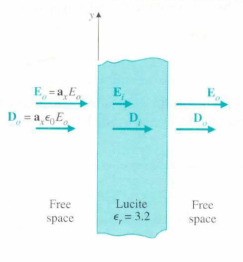 y
E_o = a_x E_o
E_i
E_o
D_o = a_x ϵ_0 E_o
D_i
D_o
Free space
Lucite ϵ_r = 3.2
Free space